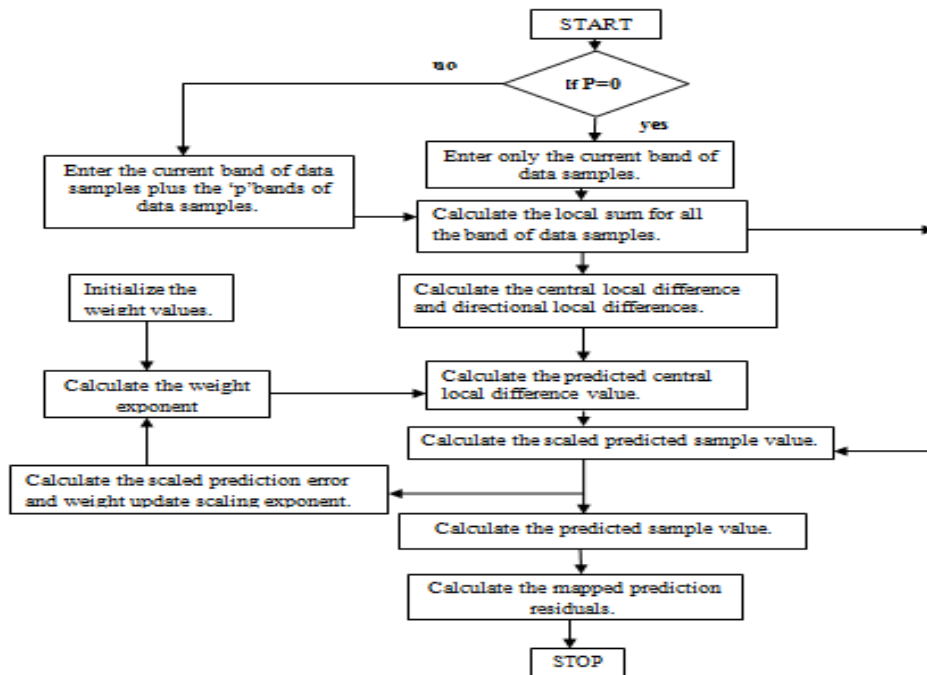 START
no
If P=0
yes
Enter the current band of data
samples plus the ‘p’bands of
data samples.
Enter only the current band of
data samples.
Calculate the local sum for all
the band of data samples.
Initialize the
weight values.
Calculate the central local difference
and directional local differences.
Calculate the weight
exponent
Calculate the predicted central
local difference value.
Calculate the scaled predicted sample value.
Calculate the scaled prediction error
and weight update scaling exponent.
Calculate the predicted sample value.
Calculate the mapped prediction
residuals.
STOP